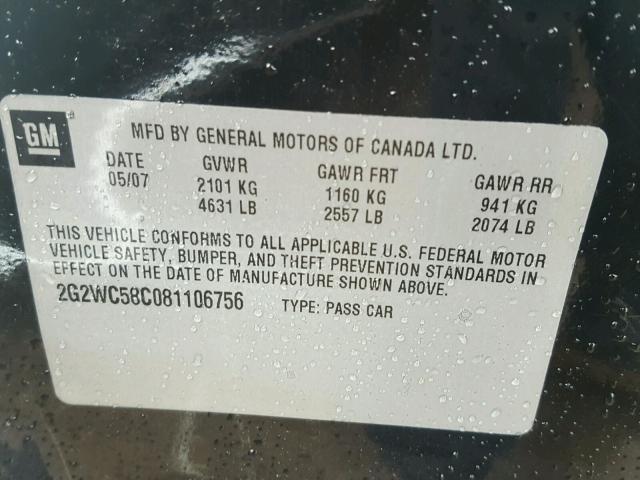 GM
MFD BY GENERAL MOTORS OF CANADA LTD.
DATE GVWR GAWR FRT GAWR RR
05/07 2101 KG 1160 KG 941 KG
4631 LB 2557 LB 2074 LB
THIS VEHICLE CONFORMS TO ALL APPLICABLE U.S. FEDERAL MOTOR
VEHICLE SAFETY, BUMPER, AND THEFT PREVENTION STANDARDS IN
EFFECT ON THE DATE OF MANUFACTURE SHOWN ABOVE.
2G2WC58C081106756 TYPE: PASS CAR